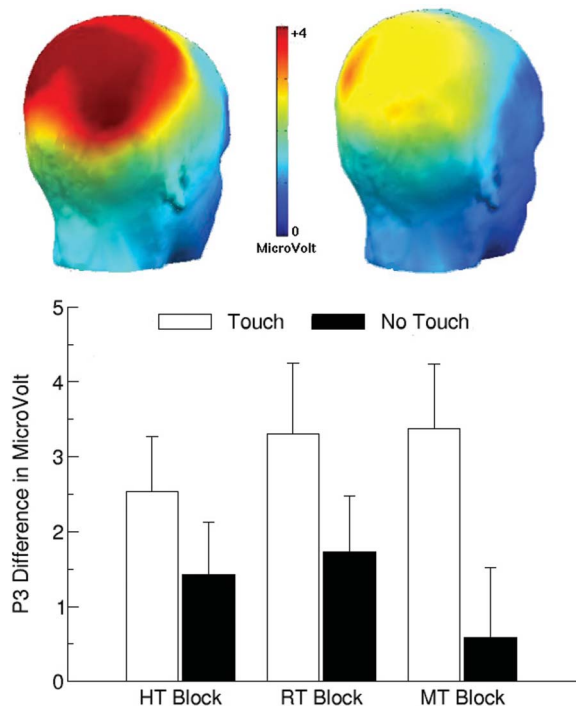 +4
0
MicroVolt
5
Touch
No Touch
4
3
2
1
0
P3 Difference in MicroVolt
HT Block
RT Block
MT Block